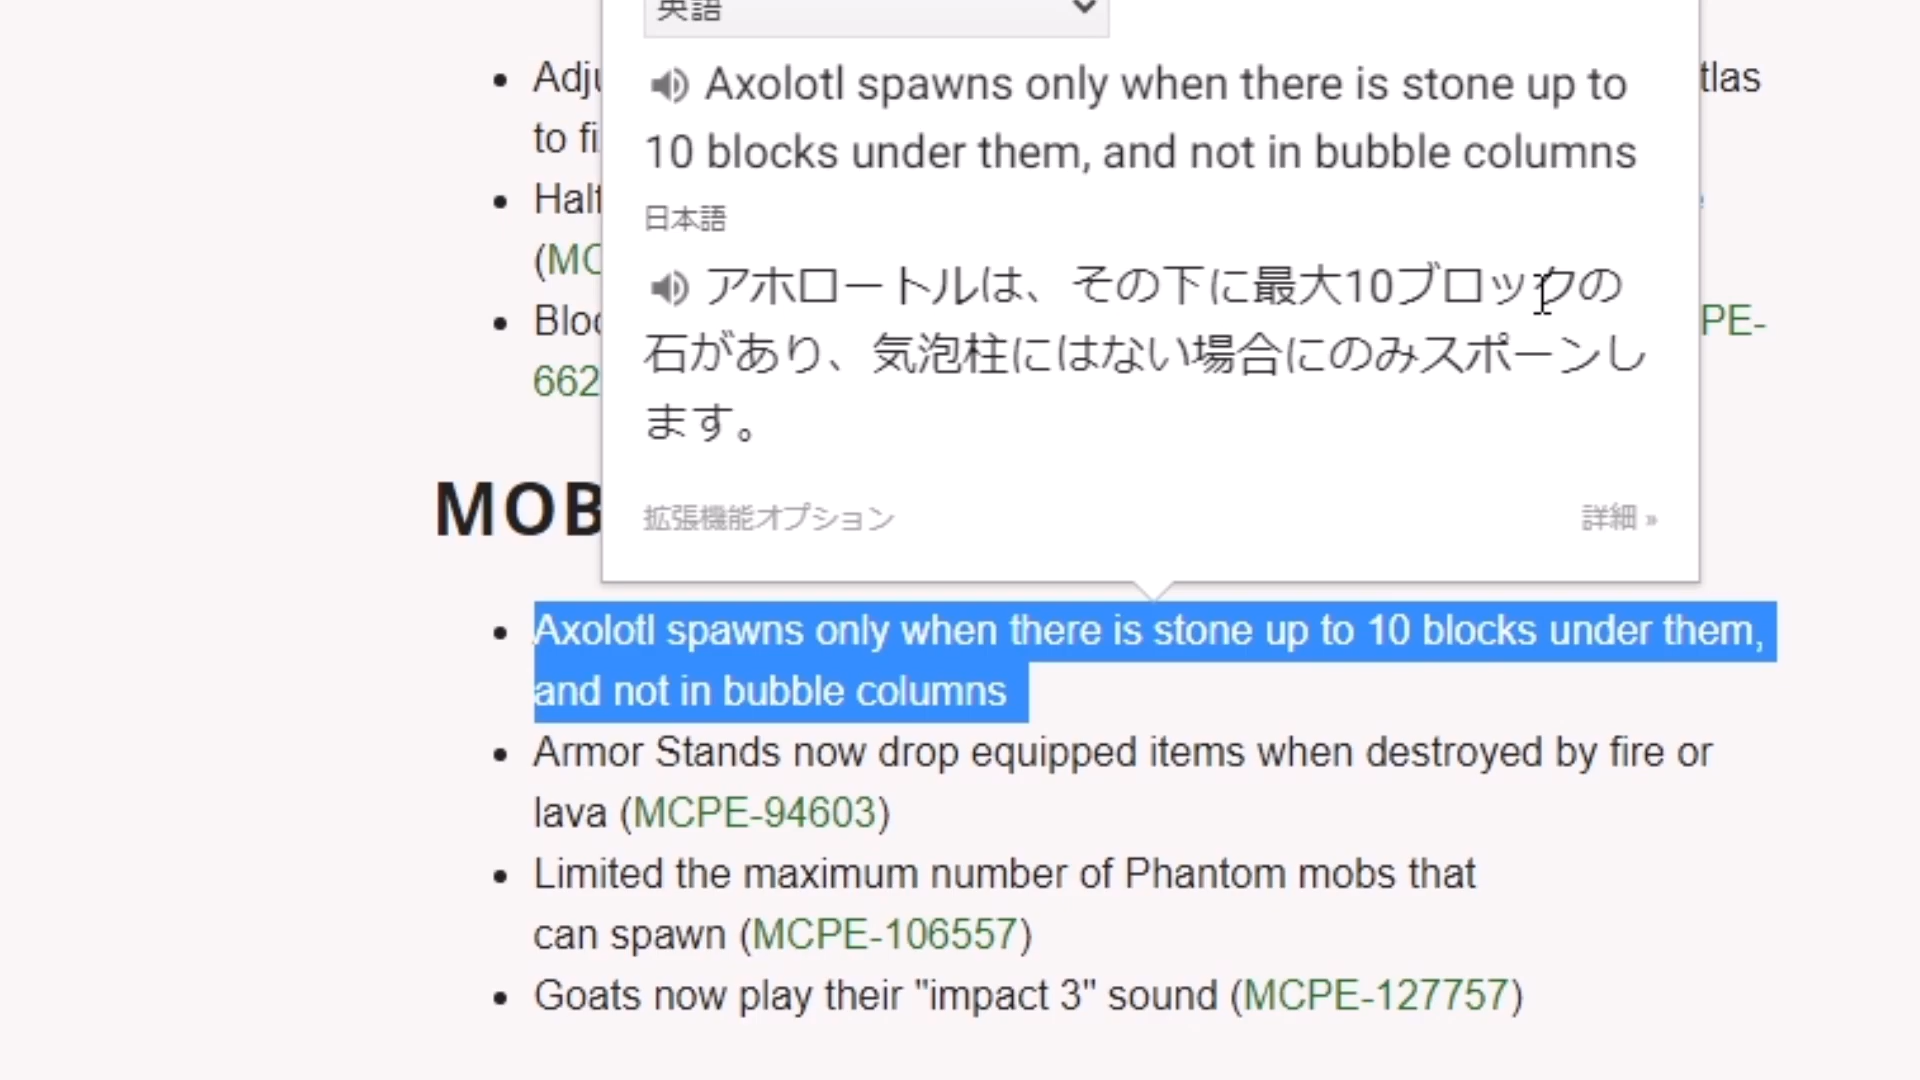 英語
Adju
tlas
Axolotl spawns only when there is stone up to
to fi
10 blocks under them, and not in bubble columns
Half
日本語
(MC
アホロートルは、その下に最大10ブロックの
Bloc
PE-
石があり、気泡柱にはない場合にのみスポーンし
662
ます。
MOB
拡張機能オプション
詳細 »
Axolotl spawns only when there is stone up to 10 blocks under them,
and not in bubble columns
Armor Stands now drop equipped items when destroyed by fire or
lava (MCPE-94603)
Limited the maximum number of Phantom mobs that
can spawn (MCPE-106557)
Goats now play their "impact 3" sound (MCPE-127757)